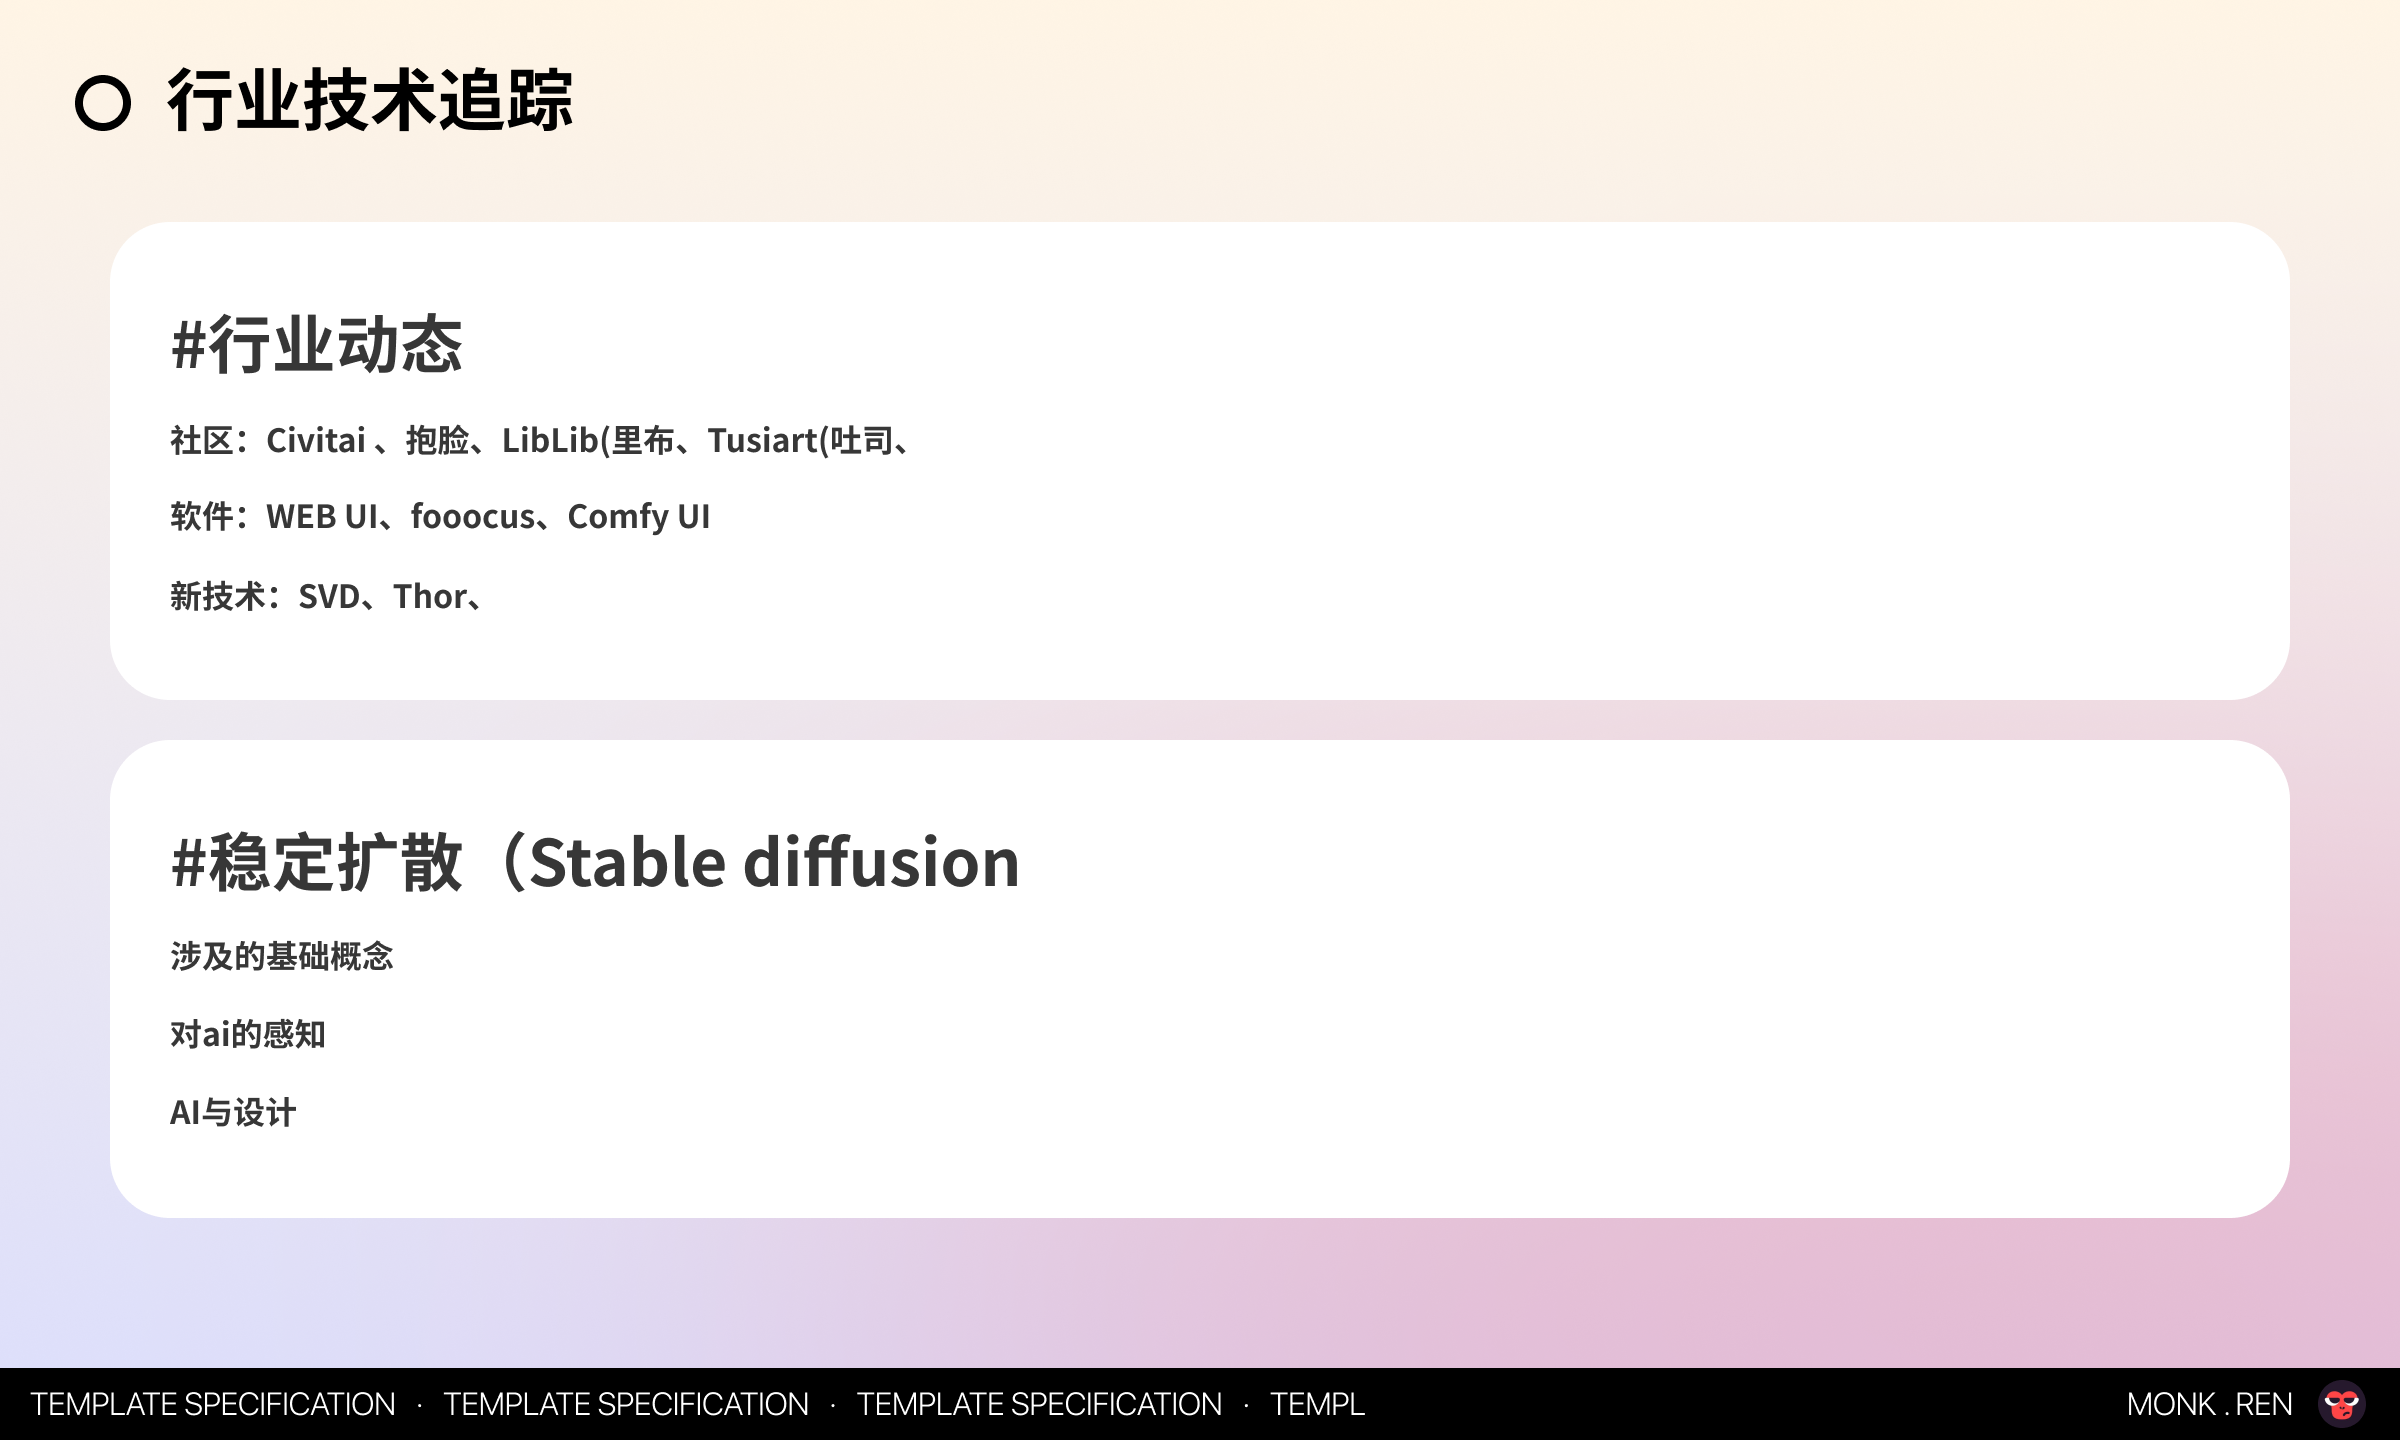 行业技术追踪
#行业动态
社区：Civitai 、抱脸、LibLib(里布、Tusiart(吐司、
软件：WEB UI、fooocus、Comfy UI
新技术：SVD、Thor、
#稳定扩散（Stable diffusion
涉及的基础概念
对ai的感知
AI与设计
TEMPLATE SPECIFICATION · TEMPLATE SPECIFICATION · TEMPLATE SPECIFICATION · TEMPL
MONK . REN